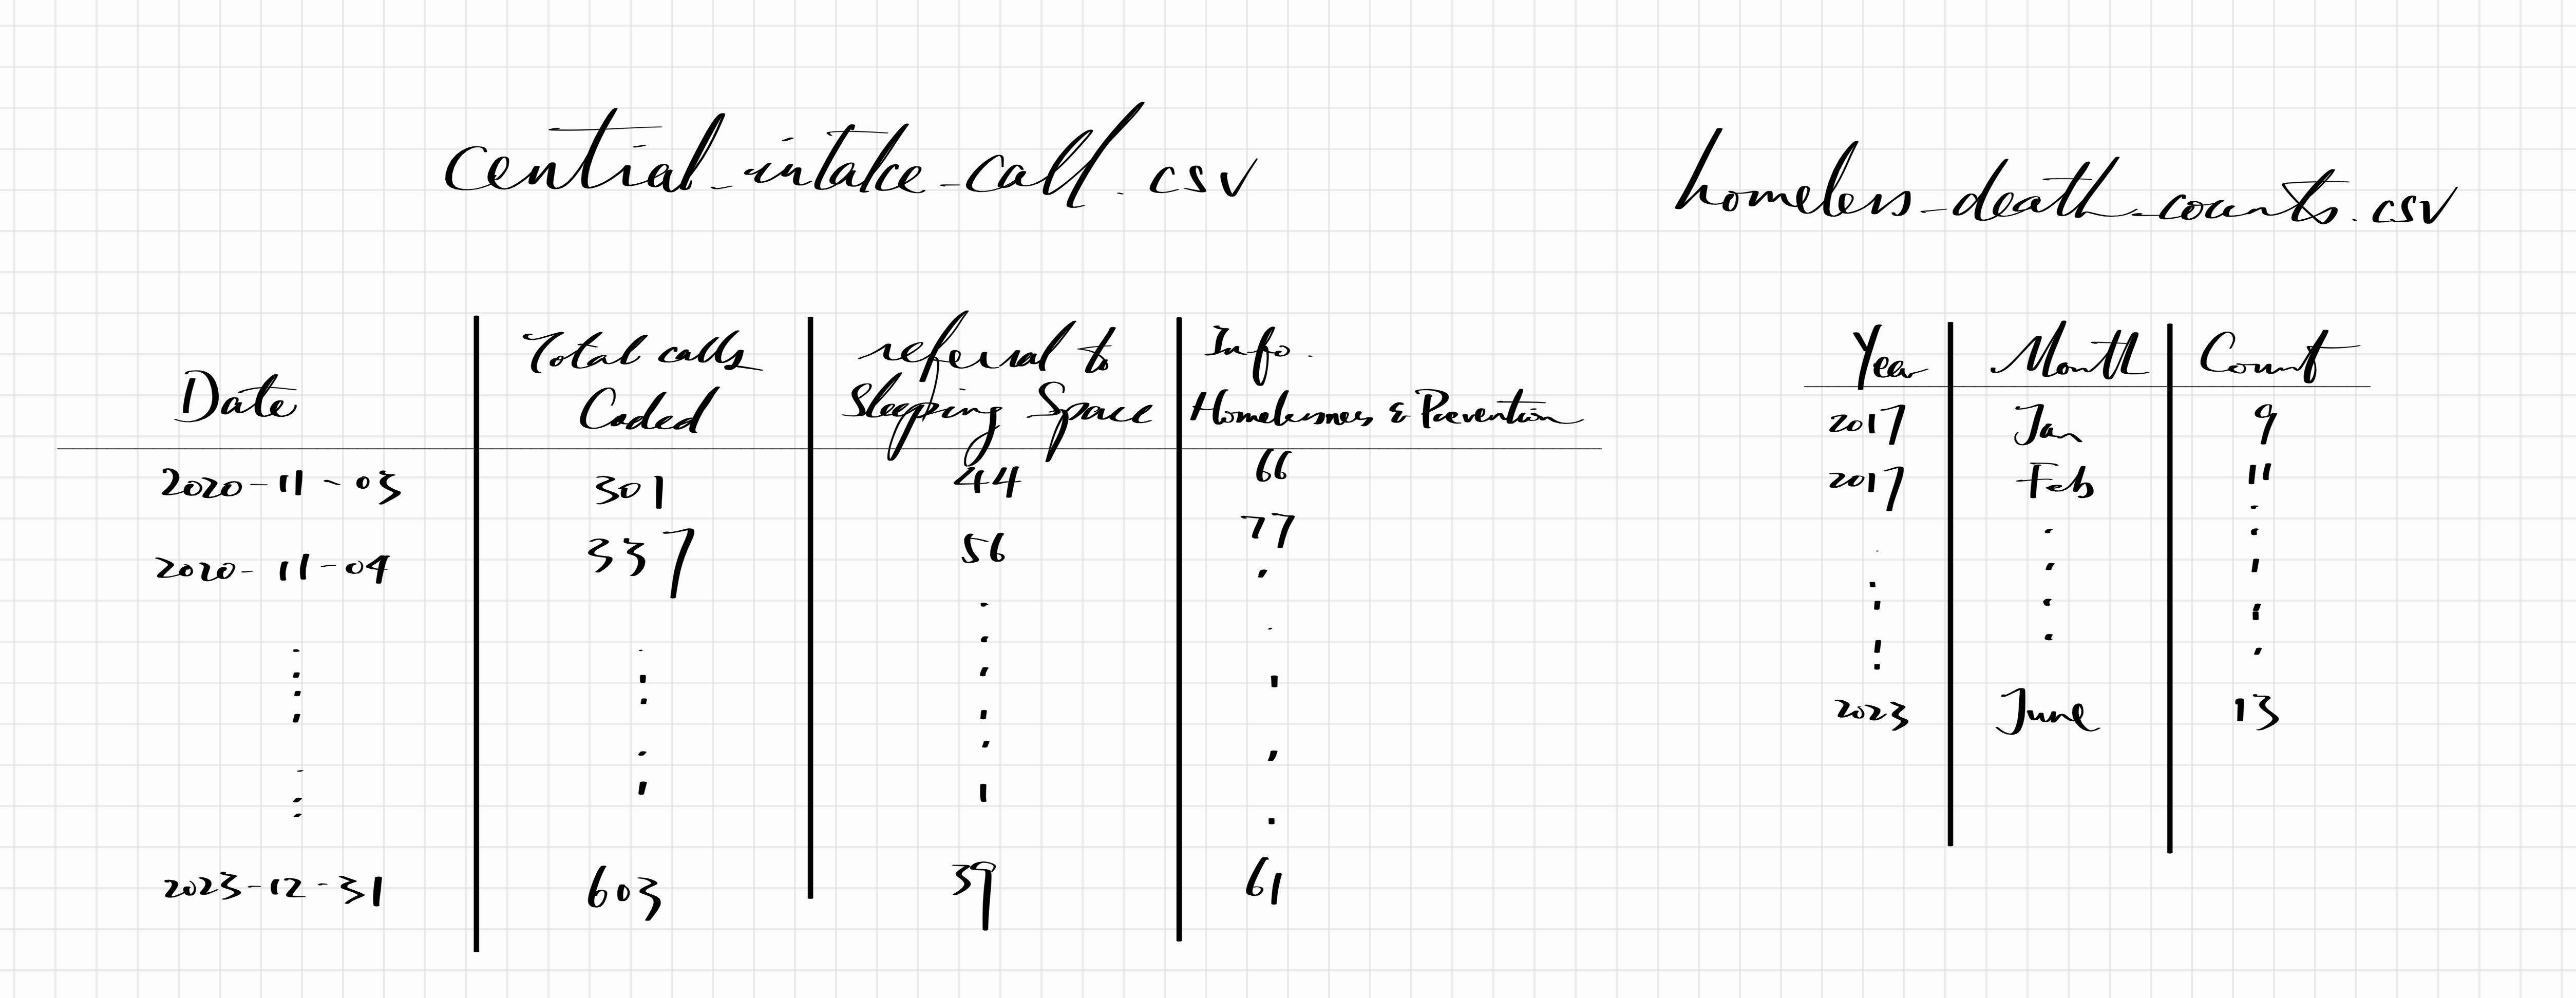 central_intake_call.csv
Date | Total calls Coded | referral to Sleeping Space | Info. Homelessness & Prevention
2020-11-03 | 301 | 44 | 66
2020-11-04 | 337 | 56 | 77
2023-12-31 | 603 | 39 | 61
homeless_death_counts.csv
Year | Month | Count
2017 | Jan | 9
2017 | Feb | 11
2023 | June | 13